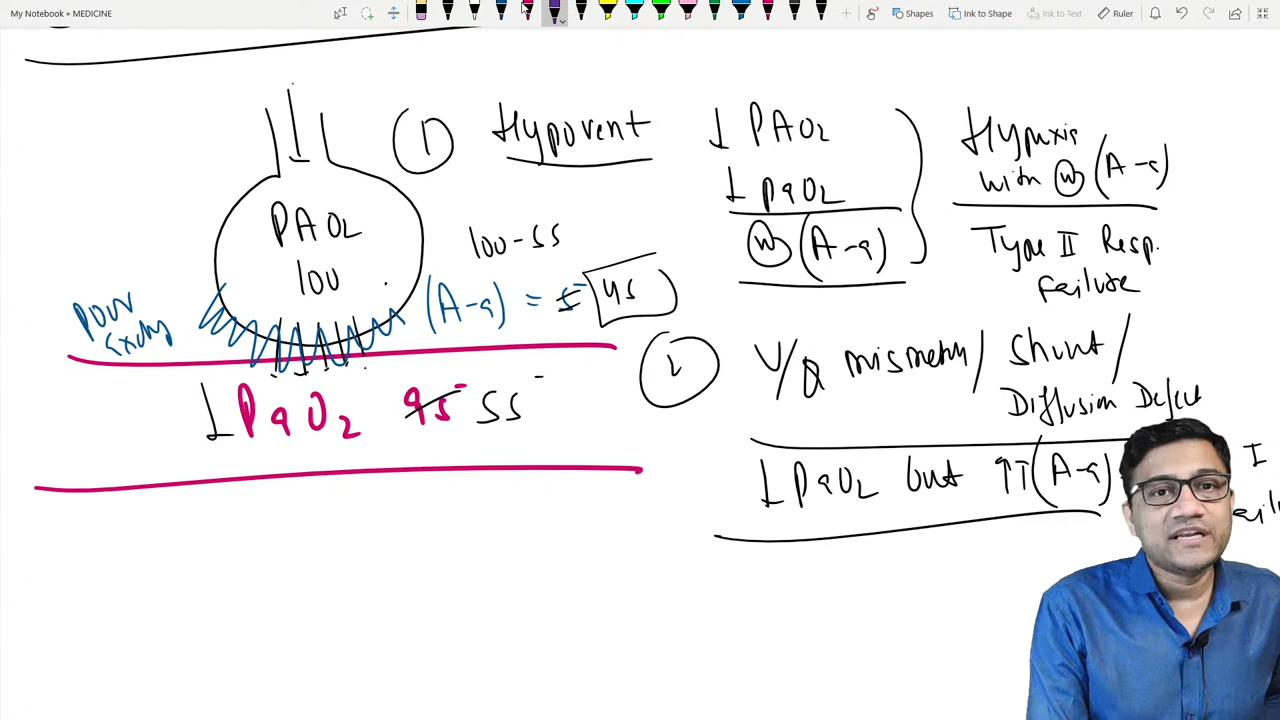 My Notebook » MEDICINE
Shapes
Ink to Shape
Ink to Text
Ruler
PAO2
100
① Hypovent
↓ PAO2
↓ PaO2
Ⓝ (A-a)
Hypoxia
with Ⓝ (A-a)
Type II Resp.
failure
100-55
(A-a) = 5 45
poor
↓ PaO2 95 55
② V/Q mismatch / Shunt /
Diffusion Defect
↓ PaO2 but ↑↑ (A-a)
I